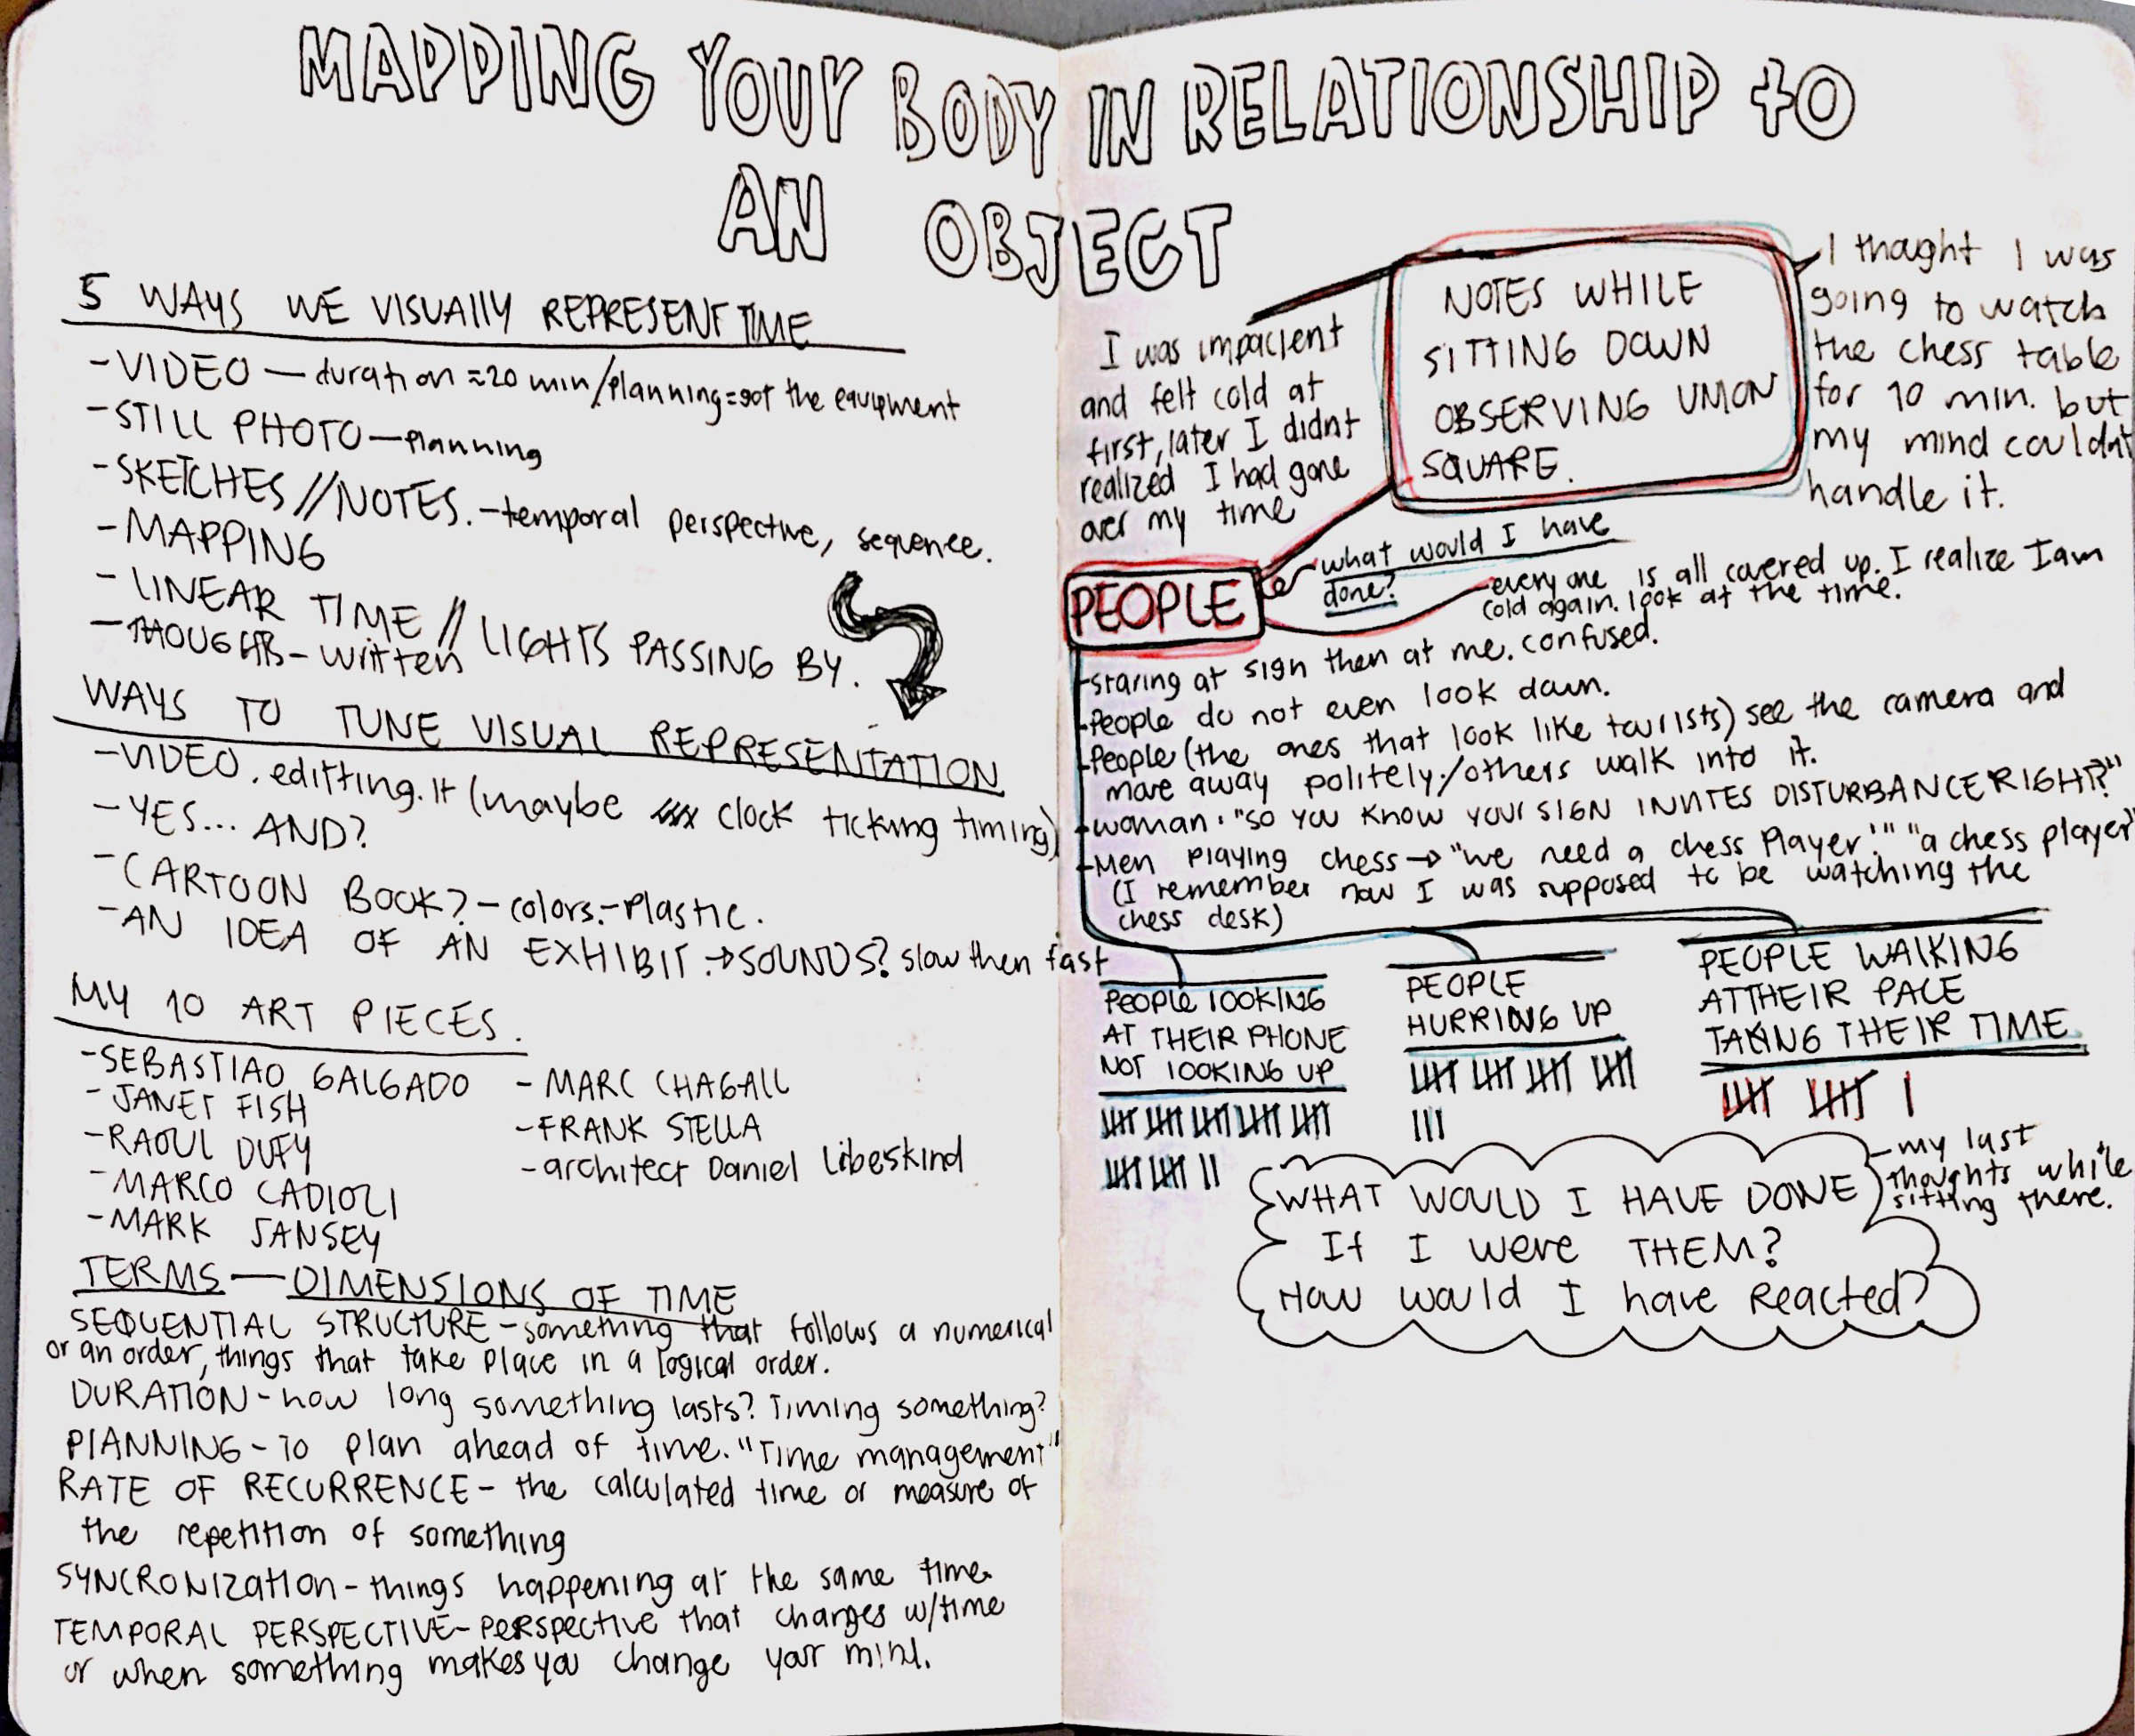 MAPPING YOUR BODY IN RELATIONSHIP to
AN OBJECT
5 WAYS WE VISUALLY REPRESENT TIME
-VIDEO — duration ≈20 min/planning=got the equipment
-STILL PHOTO—planning
-SKETCHES//NOTES.-temporal perspective, sequence.
-MAPPING
-LINEAR TIME // LIGHTS PASSING BY.
-THOUGHTS-written
WAYS TO TUNE VISUAL REPRESENTATION
-VIDEO. editting. It (maybe clock ticking timing)
-YES... AND?
-CARTOON BOOK?-colors.-Plastic.
-AN IDEA OF AN EXHIBIT.→SOUNDS? slow then fast
MY 10 ART PIECES.
-SEBASTIAO GALGADO
-JANET FISH
-RAOUL DUFY
-MARCO CADIOLI
-MARK JANSEY
-MARC CHAGALL
-FRANK STELLA
-architect Daniel Libeskind
TERMS—DIMENSIONS OF TIME
SEQUENTIAL STRUCTURE-something that follows a numerical
or an order, things that take place in a logical order.
DURATION-how long something lasts? Timing something?
PLANNING-To plan ahead of time. "Time management"
RATE OF RECURRENCE- the calculated time or measure of
the repetition of something
SYNCRONIZATION-things happening at the same time.
TEMPORAL PERSPECTIVE-Perspective that changes w/time
or when something makes you change your mind.
NOTES WHILE
SITTING DOWN
OBSERVING UNION
SQUARE.
I was impacient
and felt cold at
first, later I didnt
realized I had gone
over my time
I thought I was
going to watch
the chess table
for 10 min. but
my mind couldnt
handle it.
PEOPLE
what would I have
done?
-every one is all covered up. I realize I am
cold again. look at the time.
-staring at sign then at me. confused.
-People do not even look down.
-People (the ones that look like tourists) see the camera and
move away politely/others walk into it.
-woman: "SO YOU KNOW YOUR SIGN INVITES DISTURBANCE RIGHT?"
-Men playing chess→"we need a chess player!" "a chess player"
(I remember now I was supposed to be watching the
chess desk)
PEOPLE LOOKING
AT THEIR PHONE
NOT LOOKING UP
PEOPLE
HURRING UP
PEOPLE WALKING
AT THEIR PACE
TAKING THEIR TIME
WHAT WOULD I HAVE DONE
If I were THEM?
How would I have Reacted?
-my last
thoughts while
sitting there.